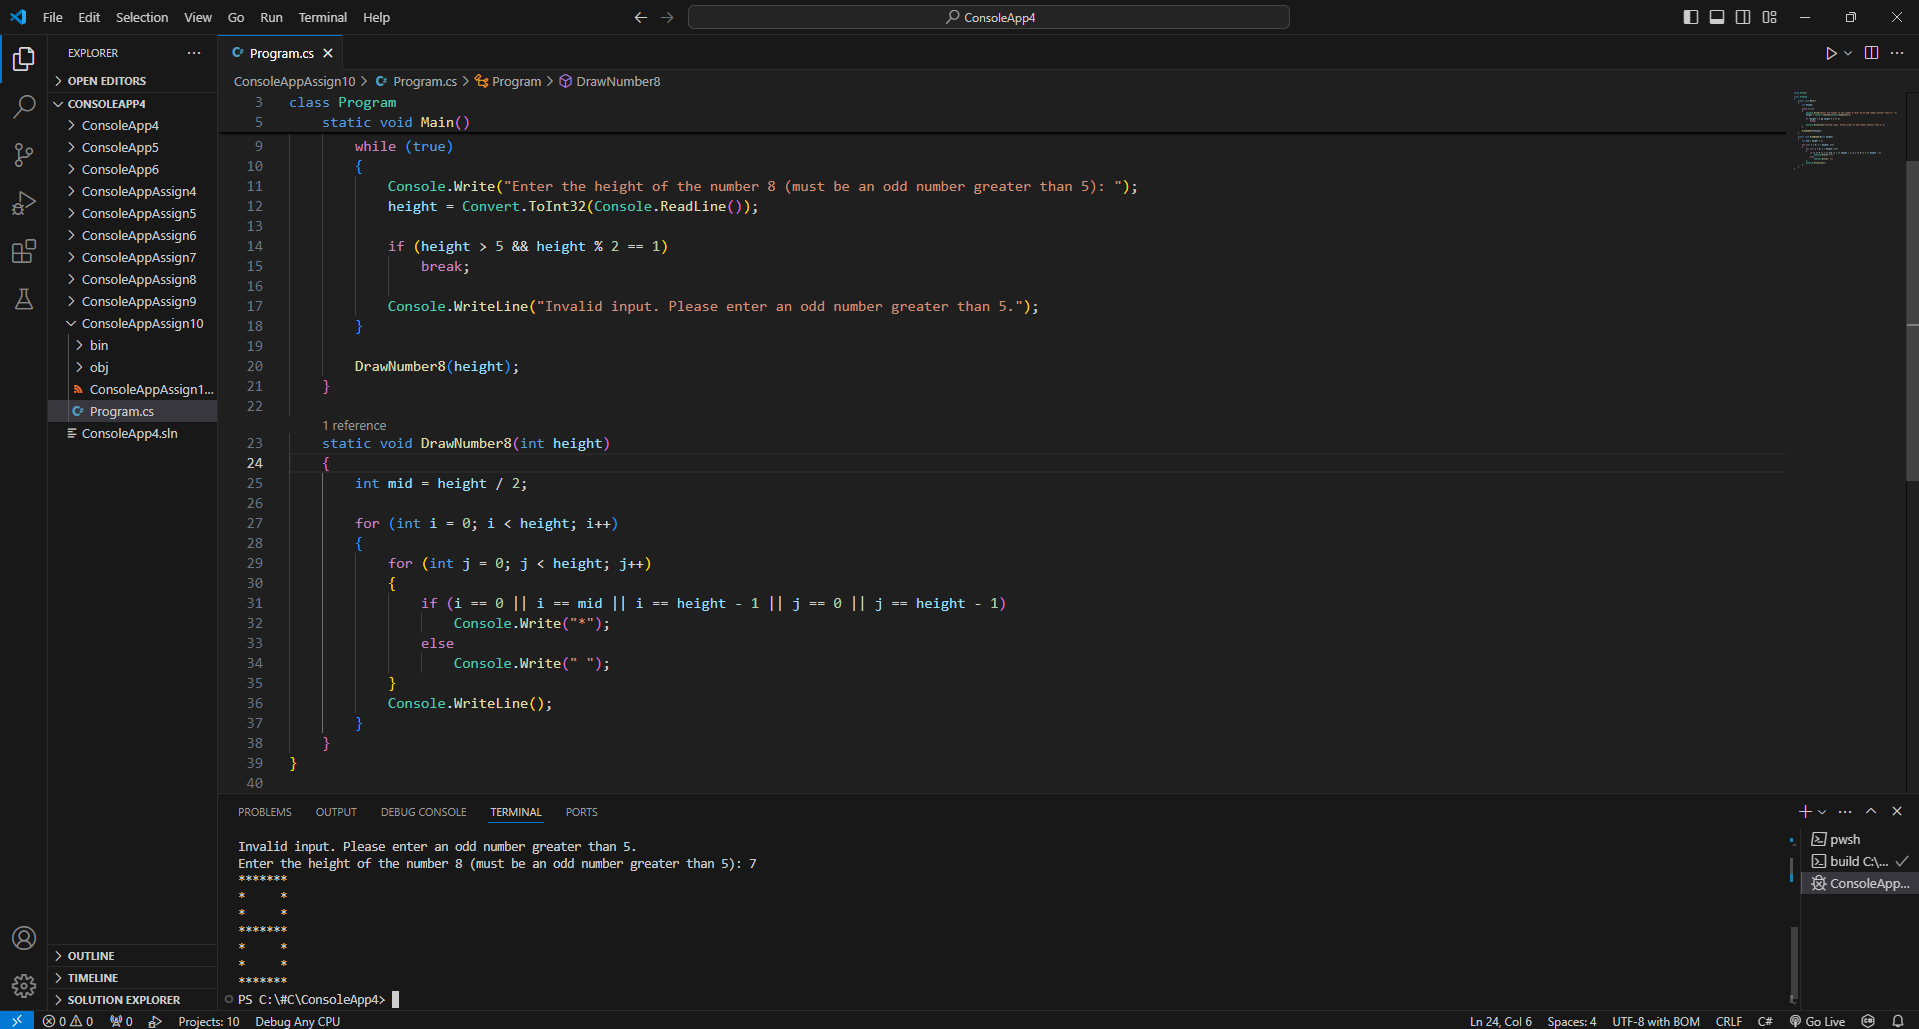 File Edit Selection View Go Run Terminal Help
ConsoleApp4
EXPLORER
OPEN EDITORS
CONSOLEAPP4
ConsoleApp4
ConsoleApp5
ConsoleApp6
ConsoleAppAssign4
ConsoleAppAssign5
ConsoleAppAssign6
ConsoleAppAssign7
ConsoleAppAssign8
ConsoleAppAssign9
ConsoleAppAssign10
bin
obj
ConsoleAppAssign1...
Program.cs
ConsoleApp4.sln
OUTLINE
TIMELINE
SOLUTION EXPLORER
Program.cs
ConsoleAppAssign10 > Program.cs > Program > DrawNumber8
3 class Program
5 static void Main()
9 while (true)
10 {
11 Console.Write("Enter the height of the number 8 (must be an odd number greater than 5): ");
12 height = Convert.ToInt32(Console.ReadLine());
13
14 if (height > 5 && height % 2 == 1)
15 break;
16
17 Console.WriteLine("Invalid input. Please enter an odd number greater than 5.");
18 }
19
20 DrawNumber8(height);
21 }
22
1 reference
23 static void DrawNumber8(int height)
24 {
25 int mid = height / 2;
26
27 for (int i = 0; i < height; i++)
28 {
29 for (int j = 0; j < height; j++)
30 {
31 if (i == 0 || i == mid || i == height - 1 || j == 0 || j == height - 1)
32 Console.Write("*");
33 else
34 Console.Write(" ");
35 }
36 Console.WriteLine();
37 }
38 }
39 }
40
PROBLEMS OUTPUT DEBUG CONSOLE TERMINAL PORTS
Invalid input. Please enter an odd number greater than 5.
Enter the height of the number 8 (must be an odd number greater than 5): 7
*******
*     *
*     *
*******
*     *
*     *
*******
PS C:\#C\ConsoleApp4>
pwsh
build C:\...
ConsoleApp...
0 0 0 Projects: 10 Debug Any CPU Ln 24, Col 6 Spaces: 4 UTF-8 with BOM CRLF C# Go Live